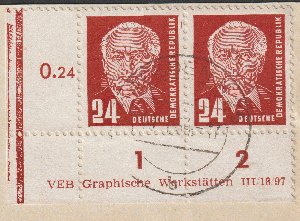 0.24
24 DEUTSCHE DEMOKRATISCHE REPUBLIK
24 DEUTSCHE DEMOKRATISCHE REPUBLIK
1 2
VEB Graphische Werkstätten III/18/97